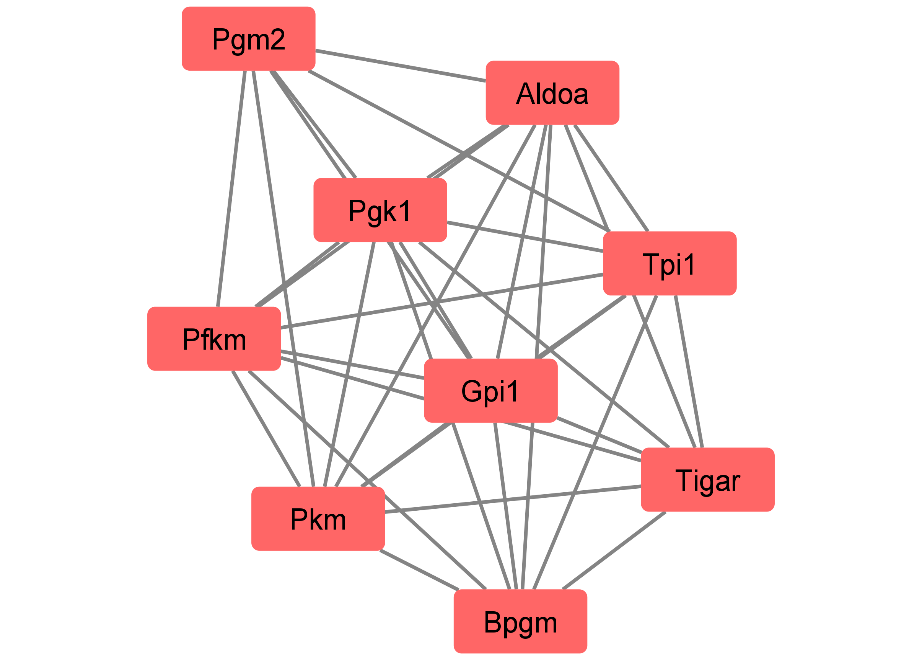 Pgm2
Aldoa
Pgk1
Tpi1
Pfkm
Gpi1
Tigar
Pkm
Bpgm